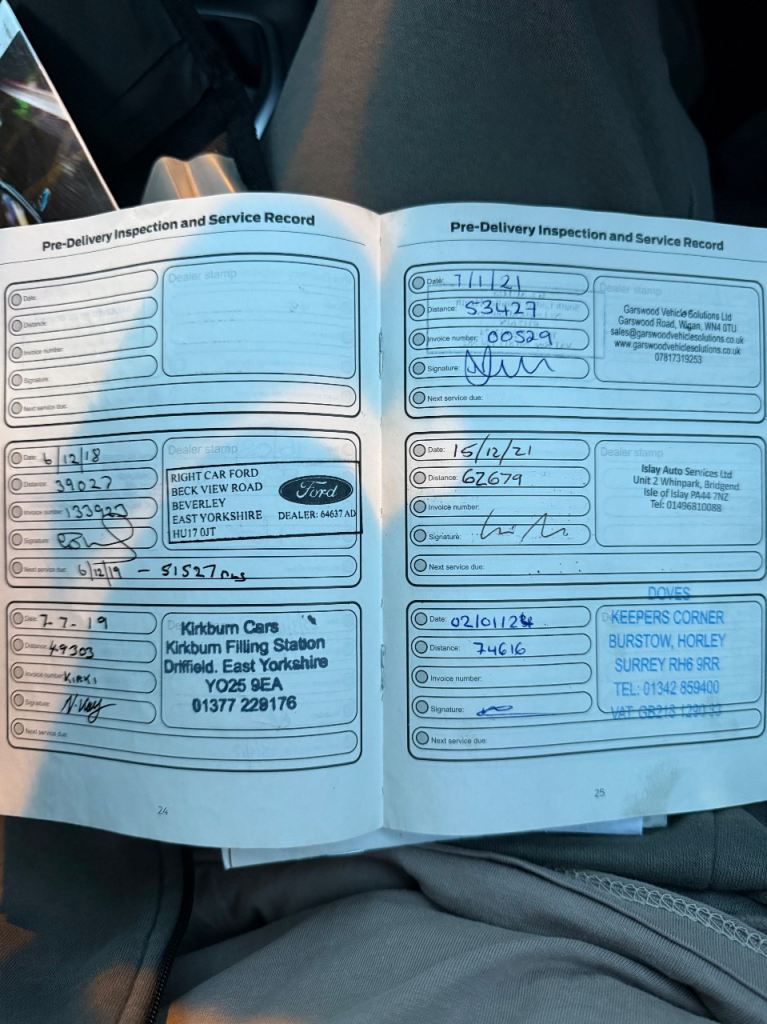 Pre-Delivery Inspection and Service Record
Date:
Dealer stamp
Distance:
Invoice number:
Signature:
Next service due:
Date: 6/12/18
Dealer stamp
Distance: 39027
Invoice number:
Signature:
RIGHT CAR FORD
BECK VIEW ROAD
BEVERLEY
EAST YORKSHIRE
HU17 0JT
Ford
DEALER: 64637 AD
Next service due: 6/12/19 - 51527
Date: 7-7-19
Distance: 49303
Invoice number: KIRKI
Signature:
Kirkburn Cars
Kirkburn Filling Station
Driffield. East Yorkshire
YO25 9EA
01377 229176
Next service due:
24
Pre-Delivery Inspection and Service Record
Date: 7/1/21
Dealer stamp
Distance: 53427
Invoice number: 00529
Signature:
Garswood Vehicle Solutions Ltd
Garswood Road, Wigan, WN4 0TU
sales@garswoodvehiclesolutions.co.uk
www.garswoodvehiclesolutions.co.uk
07817319253
Next service due:
Date: 15/12/21
Dealer stamp
Distance: 62679
Invoice number:
Signature:
Islay Auto Services Ltd
Unit 2 Whinpark, Bridgend
Isle of Islay PA44 7NZ
Tel: 01496810088
Next service due:
Date:
Distance: 74616
Invoice number:
Signature:
DOVES
KEEPERS CORNER
BURSTOW, HORLEY
SURREY RH6 9RR
TEL: 01342 859400
Next service due:
25